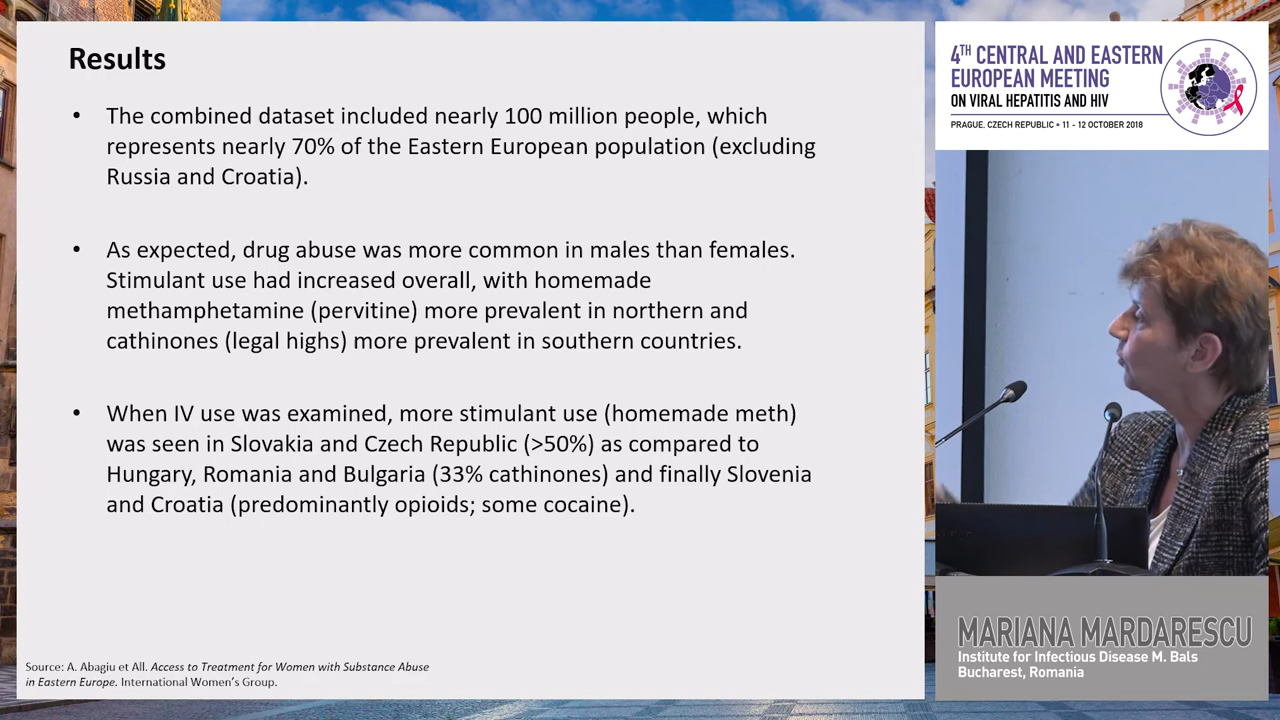 Results
• The combined dataset included nearly 100 million people, which
represents nearly 70% of the Eastern European population (excluding
Russia and Croatia).
• As expected, drug abuse was more common in males than females.
Stimulant use had increased overall, with homemade
methamphetamine (pervitine) more prevalent in northern and
cathinones (legal highs) more prevalent in southern countries.
• When IV use was examined, more stimulant use (homemade meth)
was seen in Slovakia and Czech Republic (>50%) as compared to
Hungary, Romania and Bulgaria (33% cathinones) and finally Slovenia
and Croatia (predominantly opioids; some cocaine).
Source: A. Abagiu et All. Access to Treatment for Women with Substance Abuse
in Eastern Europe. International Women's Group.
4TH CENTRAL AND EASTERN
EUROPEAN MEETING
ON VIRAL HEPATITIS AND HIV
PRAGUE, CZECH REPUBLIC • 11 - 12 OCTOBER 2018
MARIANA MARDARESCU
Institute for Infectious Disease M. Bals
Bucharest, Romania